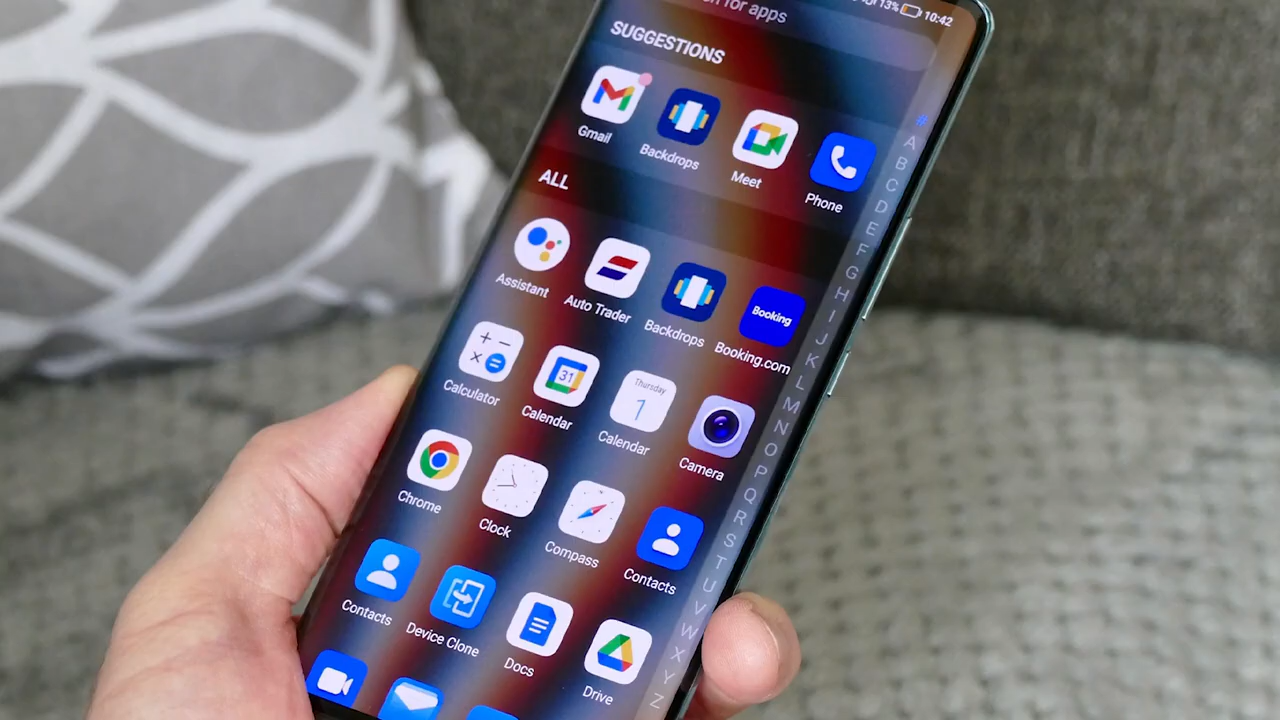 13% 10:42
for apps
SUGGESTIONS
Gmail Backdrops Meet Phone
ALL
Assistant Auto Trader Backdrops Booking.com
Booking
Calculator Calendar Calendar Camera
31
Thursday
1
Chrome Clock Compass Contacts
Contacts Device Clone Docs Drive
#
A
B
C
D
E
F
G
H
I
J
K
L
M
N
O
P
Q
R
S
T
U
V
W
X
Y
Z